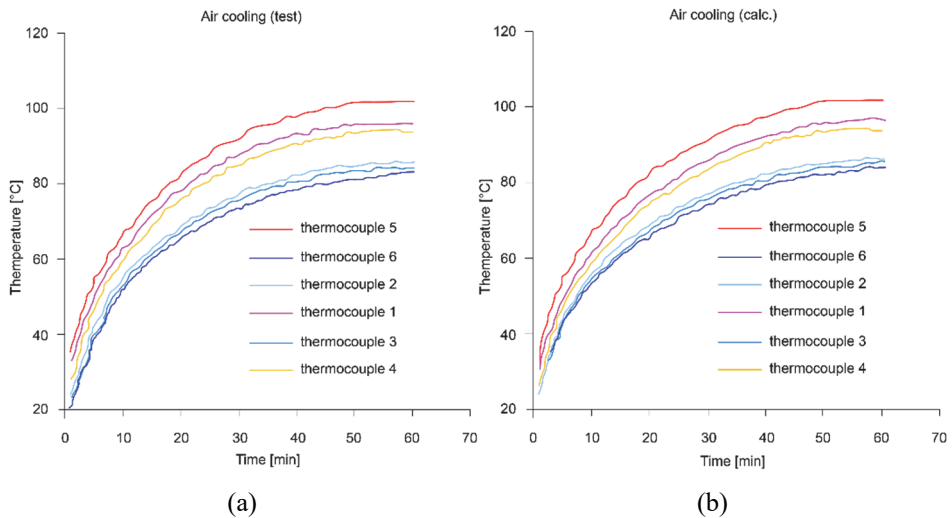 Air cooling (test)
120
100
80
60
40
20
Thermperature [°C]
thermocouple 5
thermocouple 6
thermocouple 2
thermocouple 1
thermocouple 3
thermocouple 4
0 10 20 30 40 50 60 70
Time [min]
(a)
Air cooling (calc.)
120
100
80
60
40
20
Themperature [°C]
thermocouple 5
thermocouple 6
thermocouple 2
thermocouple 1
thermocouple 3
thermocouple 4
0 10 20 30 40 50 60 70
Time [min]
(b)